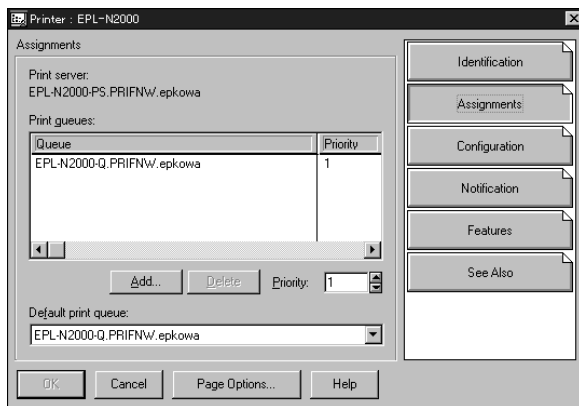 Printer : EPL-N2000
Assignments
Print server:
EPL-N2000-PS.PRIFNW.epkowa
Print queues:
Queue Priority
EPL-N2000-Q.PRIFNW.epkowa 1
Add... Delete Priority: 1
Default print queue:
EPL-N2000-Q.PRIFNW.epkowa
OK Cancel Page Options... Help
Identification
Assignments
Configuration
Notification
Features
See Also